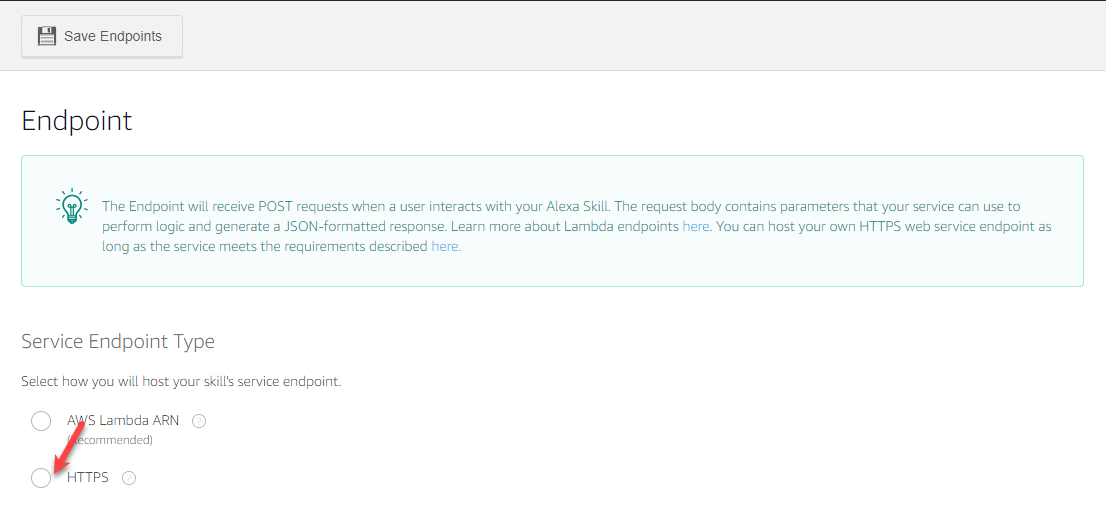 Save Endpoints
Endpoint
The Endpoint will receive POST requests when a user interacts with your Alexa Skill. The request body contains parameters that your service can use to
perform logic and generate a JSON-formatted response. Learn more about Lambda endpoints here. You can host your own HTTPS web service endpoint as
long as the service meets the requirements described here.
Service Endpoint Type
Select how you will host your skill's service endpoint.
AWS Lambda ARN ?
(Recommended)
HTTPS ?